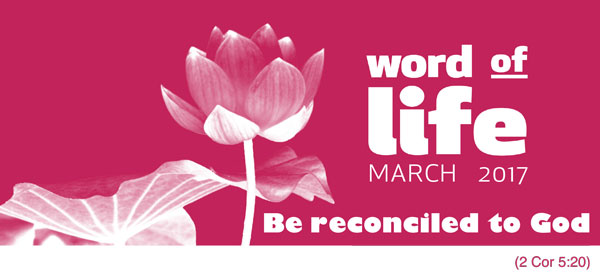 word of
life
MARCH 2017
Be reconciled to God
(2 Cor 5:20)